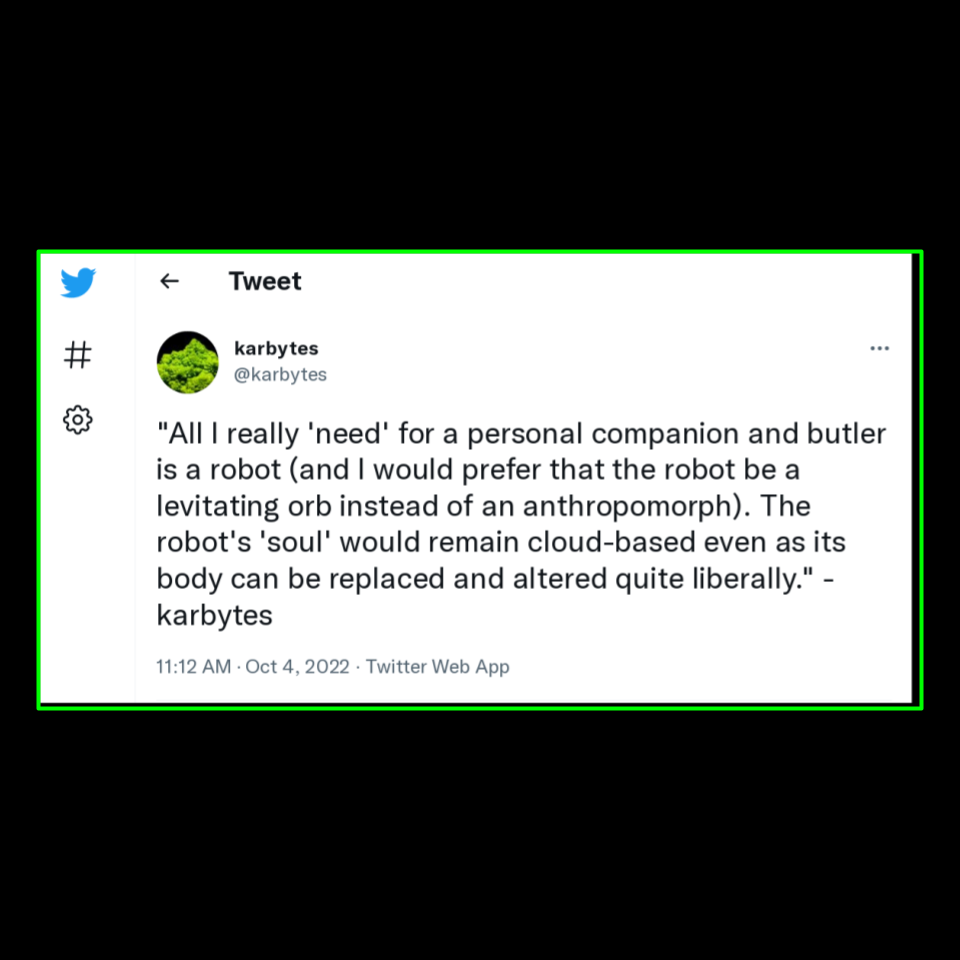 Tweet
karbytes
@karbytes
"All I really 'need' for a personal companion and butler
is a robot (and I would prefer that the robot be a
levitating orb instead of an anthropomorph). The
robot's 'soul' would remain cloud-based even as its
body can be replaced and altered quite liberally." -
karbytes
11:12 AM · Oct 4, 2022 · Twitter Web App